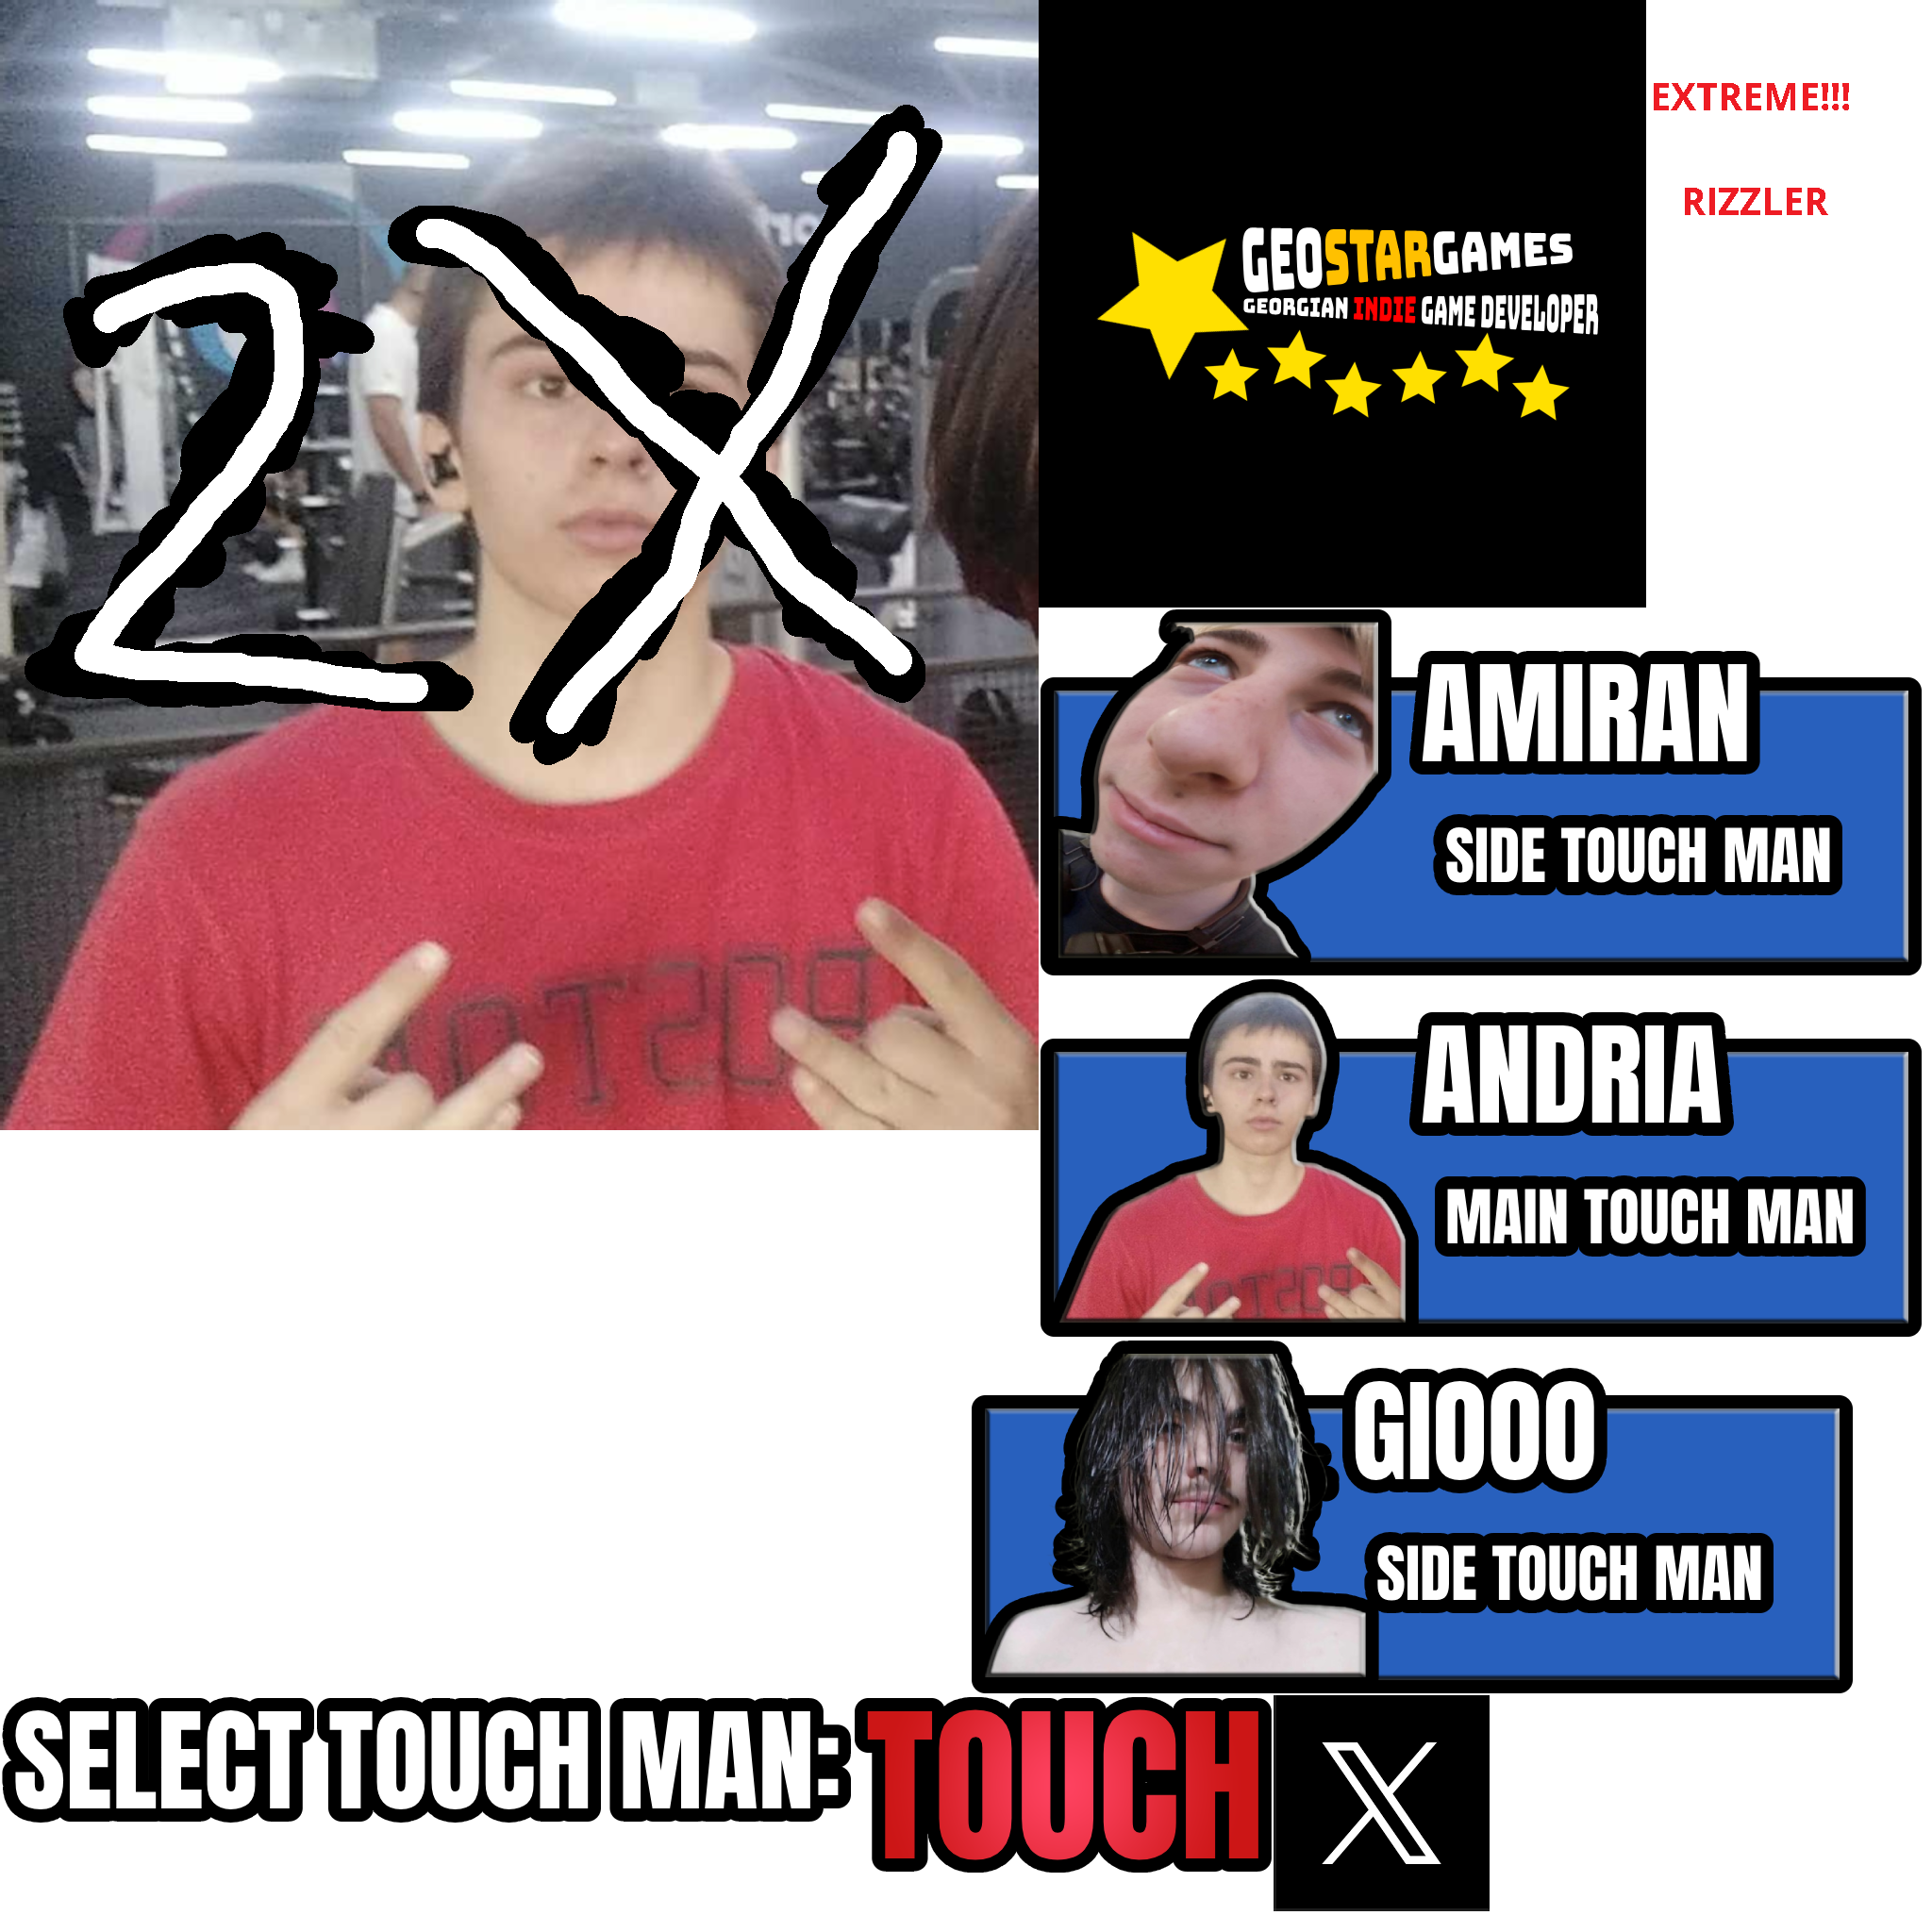 2X
GEOSTARGAMES
GEORGIAN INDIE GAME DEVELOPER
EXTREME!!!
RIZZLER
AMIRAN
SIDE TOUCH MAN
ANDRIA
MAIN TOUCH MAN
GIOOO
SIDE TOUCH MAN
SELECT TOUCH MAN:
TOUCH
X